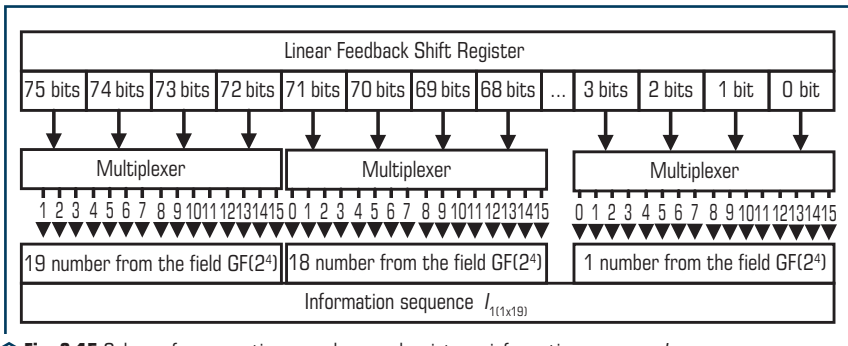 Linear Feedback Shift Register
75 bits 74 bits 73 bits 72 bits 71 bits 70 bits 69 bits 68 bits ... 3 bits 2 bits 1 bit 0 bit
Multiplexer Multiplexer Multiplexer
1 2 3 4 5 6 7 8 9 10 11 12 13 14 15 0 1 2 3 4 5 6 7 8 9 10 11 12 13 14 15 0 1 2 3 4 5 6 7 8 9 10 11 12 13 14 15
19 number from the field GF(2⁴) 18 number from the field GF(2⁴) 1 number from the field GF(2⁴)
Information sequence I₁₍₁ₓ₁₉₎